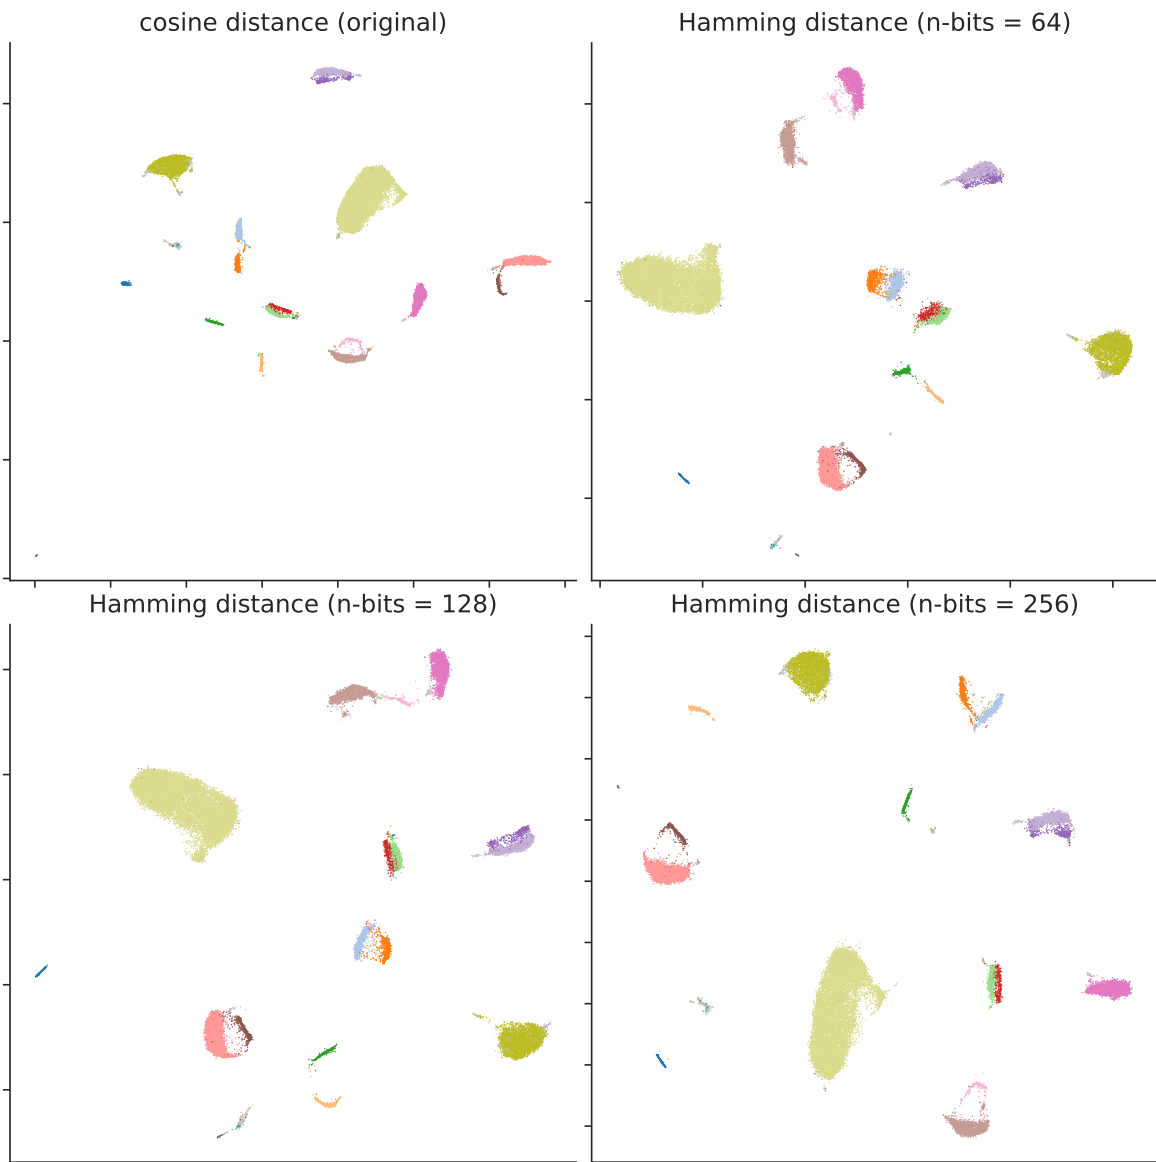 cosine distance (original)
Hamming distance (n-bits = 64)
Hamming distance (n-bits = 128)
Hamming distance (n-bits = 256)